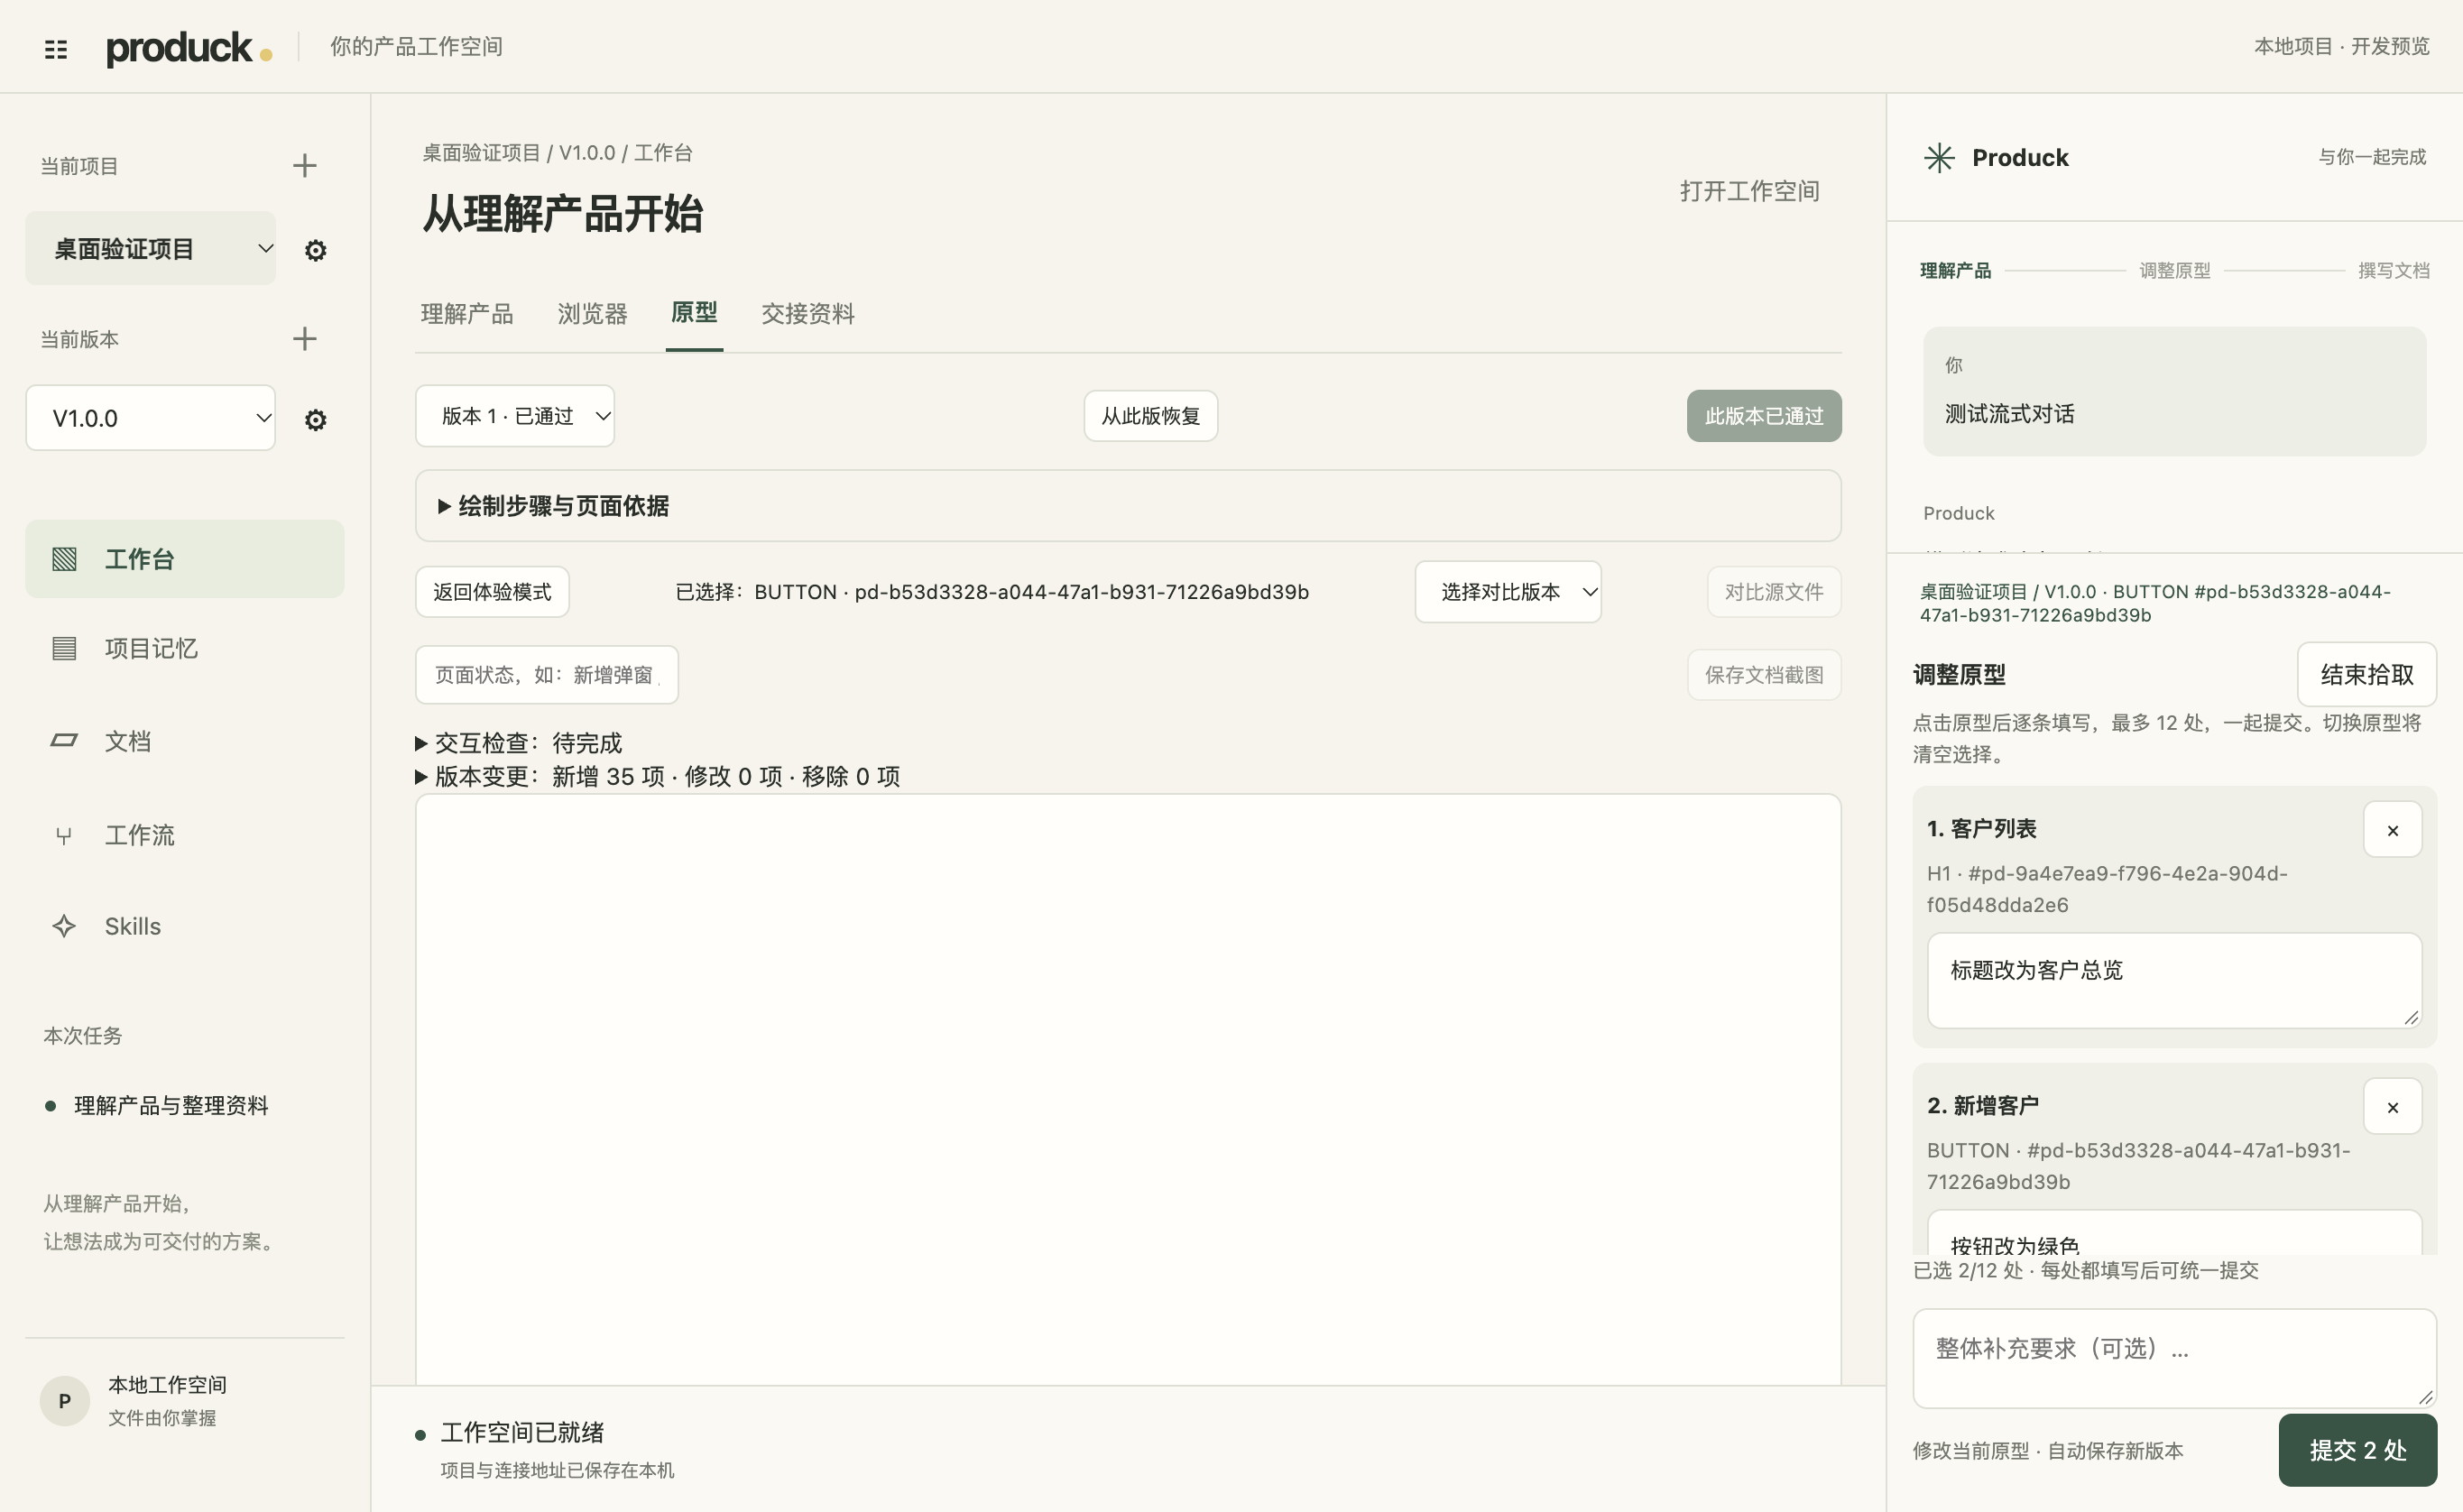 produck
你的产品工作空间
本地项目 · 开发预览
当前项目
桌面验证项目
当前版本
V1.0.0
工作台
项目记忆
文档
工作流
Skills
本次任务
理解产品与整理资料
从理解产品开始，
让想法成为可交付的方案。
P
本地工作空间
文件由你掌握
桌面验证项目 / V1.0.0 / 工作台
从理解产品开始
打开工作空间
理解产品
浏览器
原型
交接资料
版本 1 · 已通过
从此版恢复
此版本已通过
绘制步骤与页面依据
返回体验模式
已选择：BUTTON · pd-b53d3328-a044-47a1-b931-71226a9bd39b
选择对比版本
对比源文件
页面状态，如：新增弹窗
保存文档截图
交互检查：待完成
版本变更：新增 35 项 · 修改 0 项 · 移除 0 项
工作空间已就绪
项目与连接地址已保存在本机
Produck
与你一起完成
理解产品
调整原型
撰写文档
你
测试流式对话
Produck
桌面验证项目 / V1.0.0 · BUTTON #pd-b53d3328-a044-
47a1-b931-71226a9bd39b
调整原型
结束拾取
点击原型后逐条填写，最多 12 处，一起提交。切换原型将
清空选择。
1. 客户列表
×
H1 · #pd-9a4e7ea9-f796-4e2a-904d-
f05d48dda2e6
标题改为客户总览
2. 新增客户
×
BUTTON · #pd-b53d3328-a044-47a1-b931-
71226a9bd39b
按钮改为绿色
已选 2/12 处 · 每处都填写后可统一提交
整体补充要求（可选）...
修改当前原型 · 自动保存新版本
提交 2 处